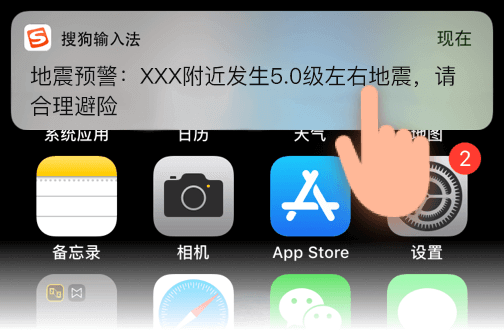 搜狗输入法 现在
地震预警：XXX附近发生5.0级左右地震，请
合理避险
系统应用 日历 天气 地图
2
备忘录 相机 App Store 设置